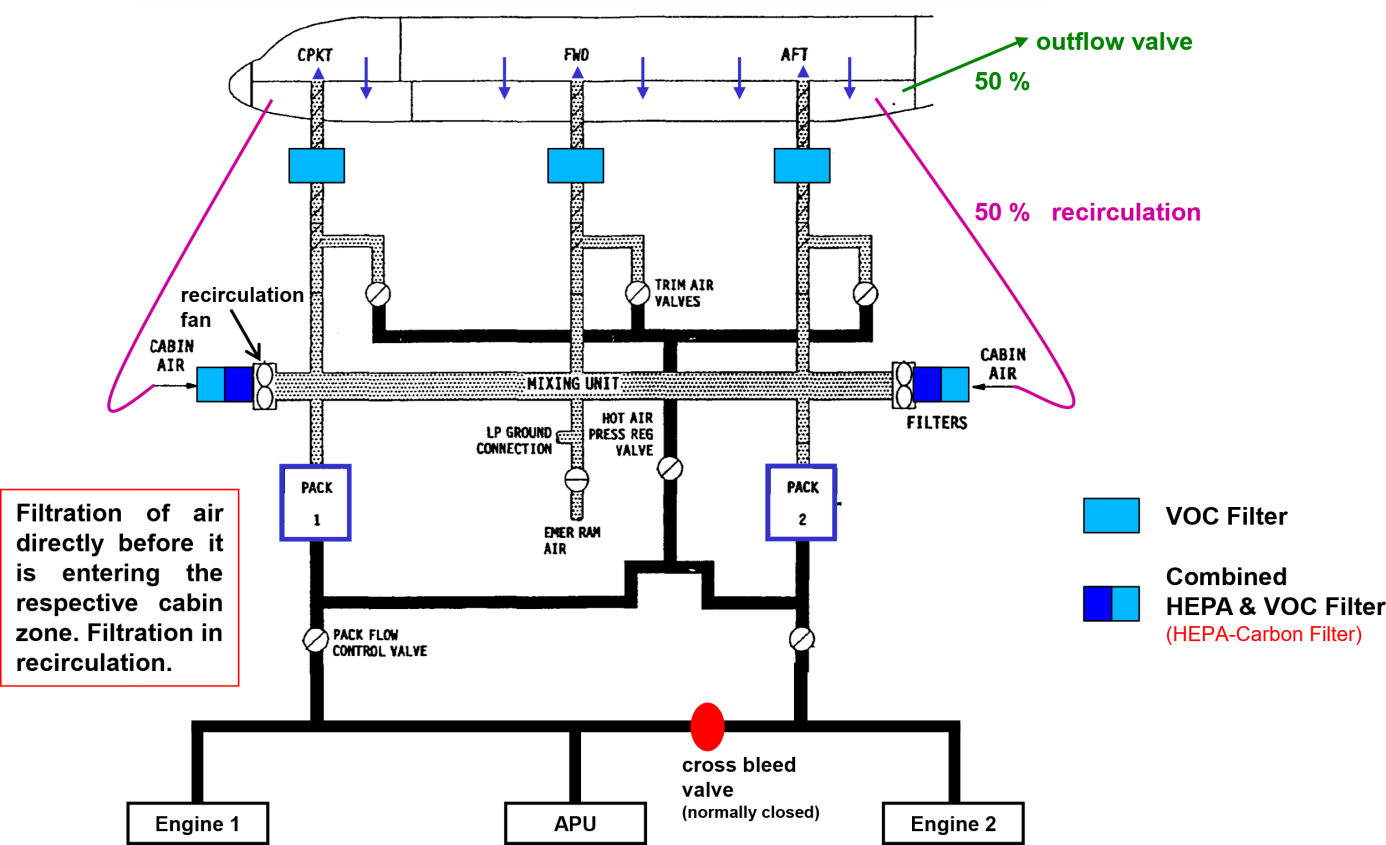 CPKT
FWD
AFT
outflow valve
50 %
50 %   recirculation
TRIM AIR
VALVES
recirculation
fan
CABIN
AIR
MIXING UNIT
CABIN
AIR
FILTERS
LP GROUND
CONNECTION
HOT AIR
PRESS REG
VALVE
PACK
1
PACK
2
EMER RAM
AIR
Filtration of air
directly before it
is entering the
respective cabin
zone. Filtration in
recirculation.
VOC Filter
Combined
HEPA & VOC Filter
(HEPA-Carbon Filter)
PACK FLOW
CONTROL VALVE
cross bleed
valve
(normally closed)
Engine 1
APU
Engine 2